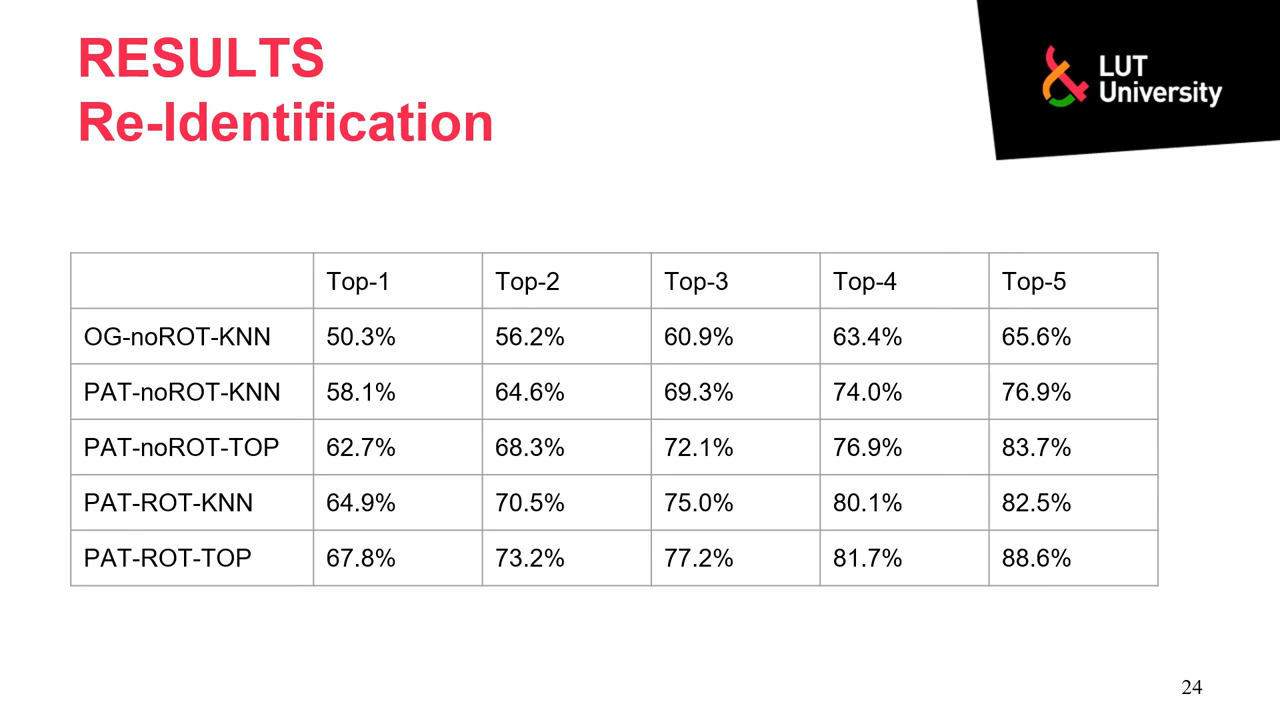 RESULTS
Re-Identification
LUT
University
Top-1 Top-2 Top-3 Top-4 Top-5
OG-noROT-KNN 50.3% 56.2% 60.9% 63.4% 65.6%
PAT-noROT-KNN 58.1% 64.6% 69.3% 74.0% 76.9%
PAT-noROT-TOP 62.7% 68.3% 72.1% 76.9% 83.7%
PAT-ROT-KNN 64.9% 70.5% 75.0% 80.1% 82.5%
PAT-ROT-TOP 67.8% 73.2% 77.2% 81.7% 88.6%
24